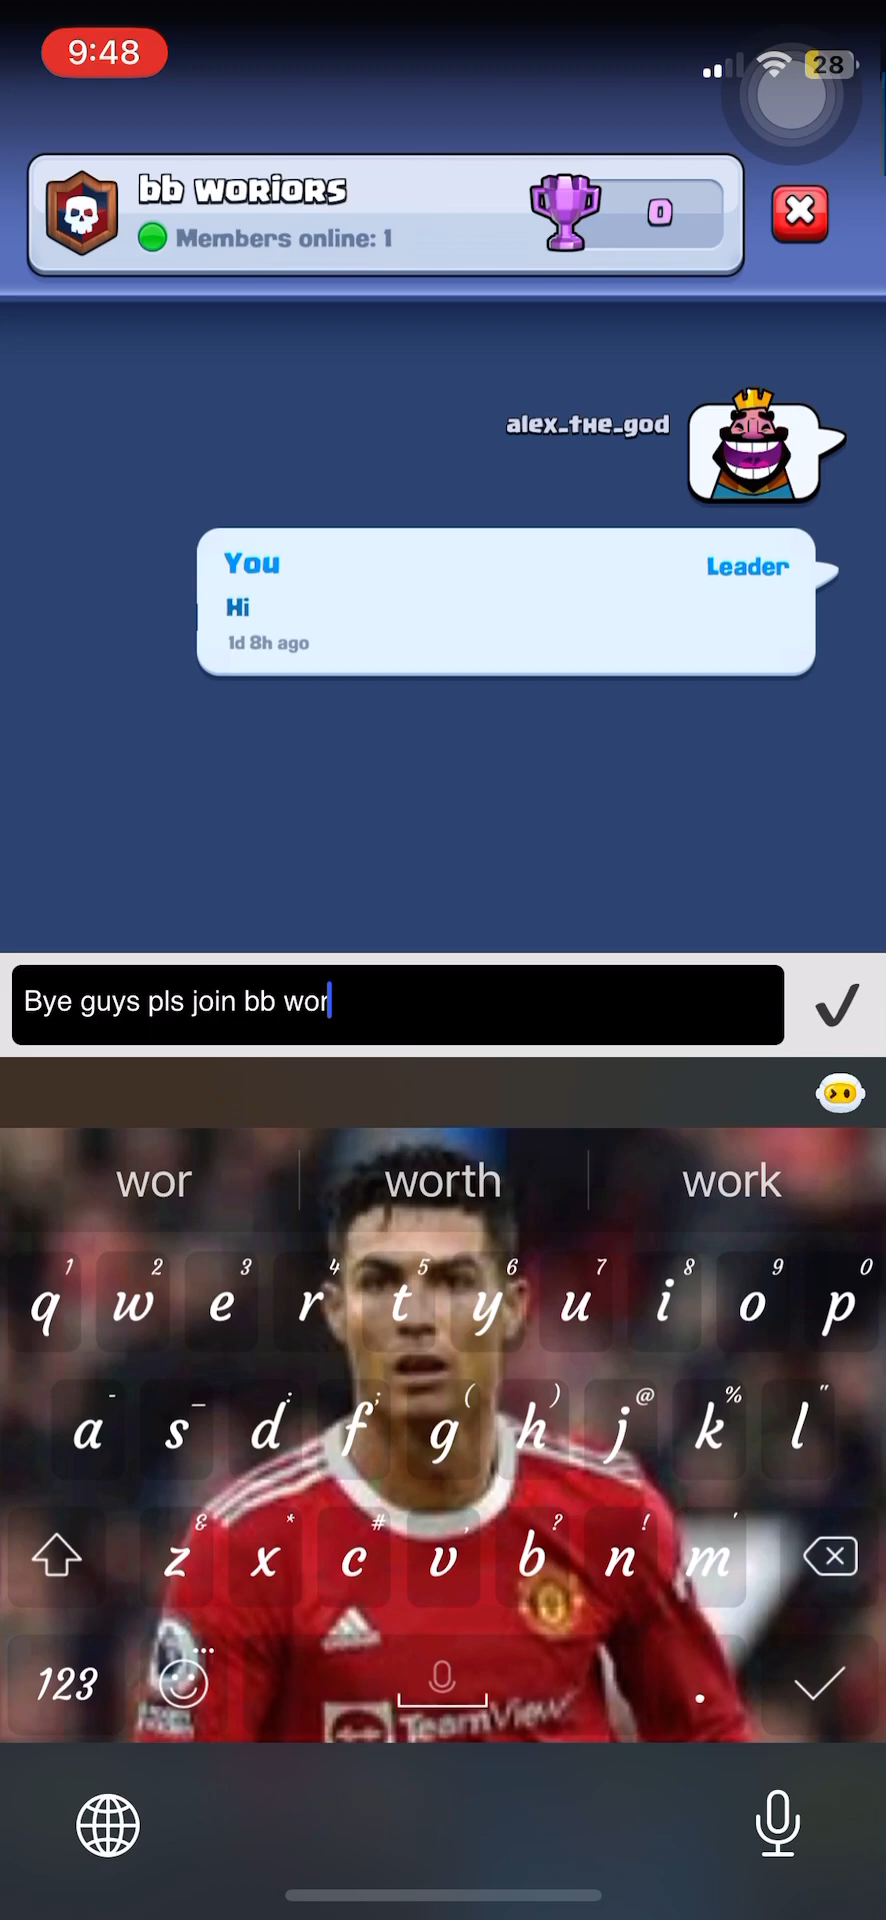 9:48
28
bb woriors
0
Members online: 1
alex_the_god
You
Leader
Hi
1d 8h ago
Bye guys pls join bb wor
wor worth work
1 2 3 4 5 6 7 8 9 0
q w e r t y u i o p
- _ : ; ( ) @ % "
a s d f g h j k l
& * # , ? ! '
z x c v b n m
123 .
TeamViewer